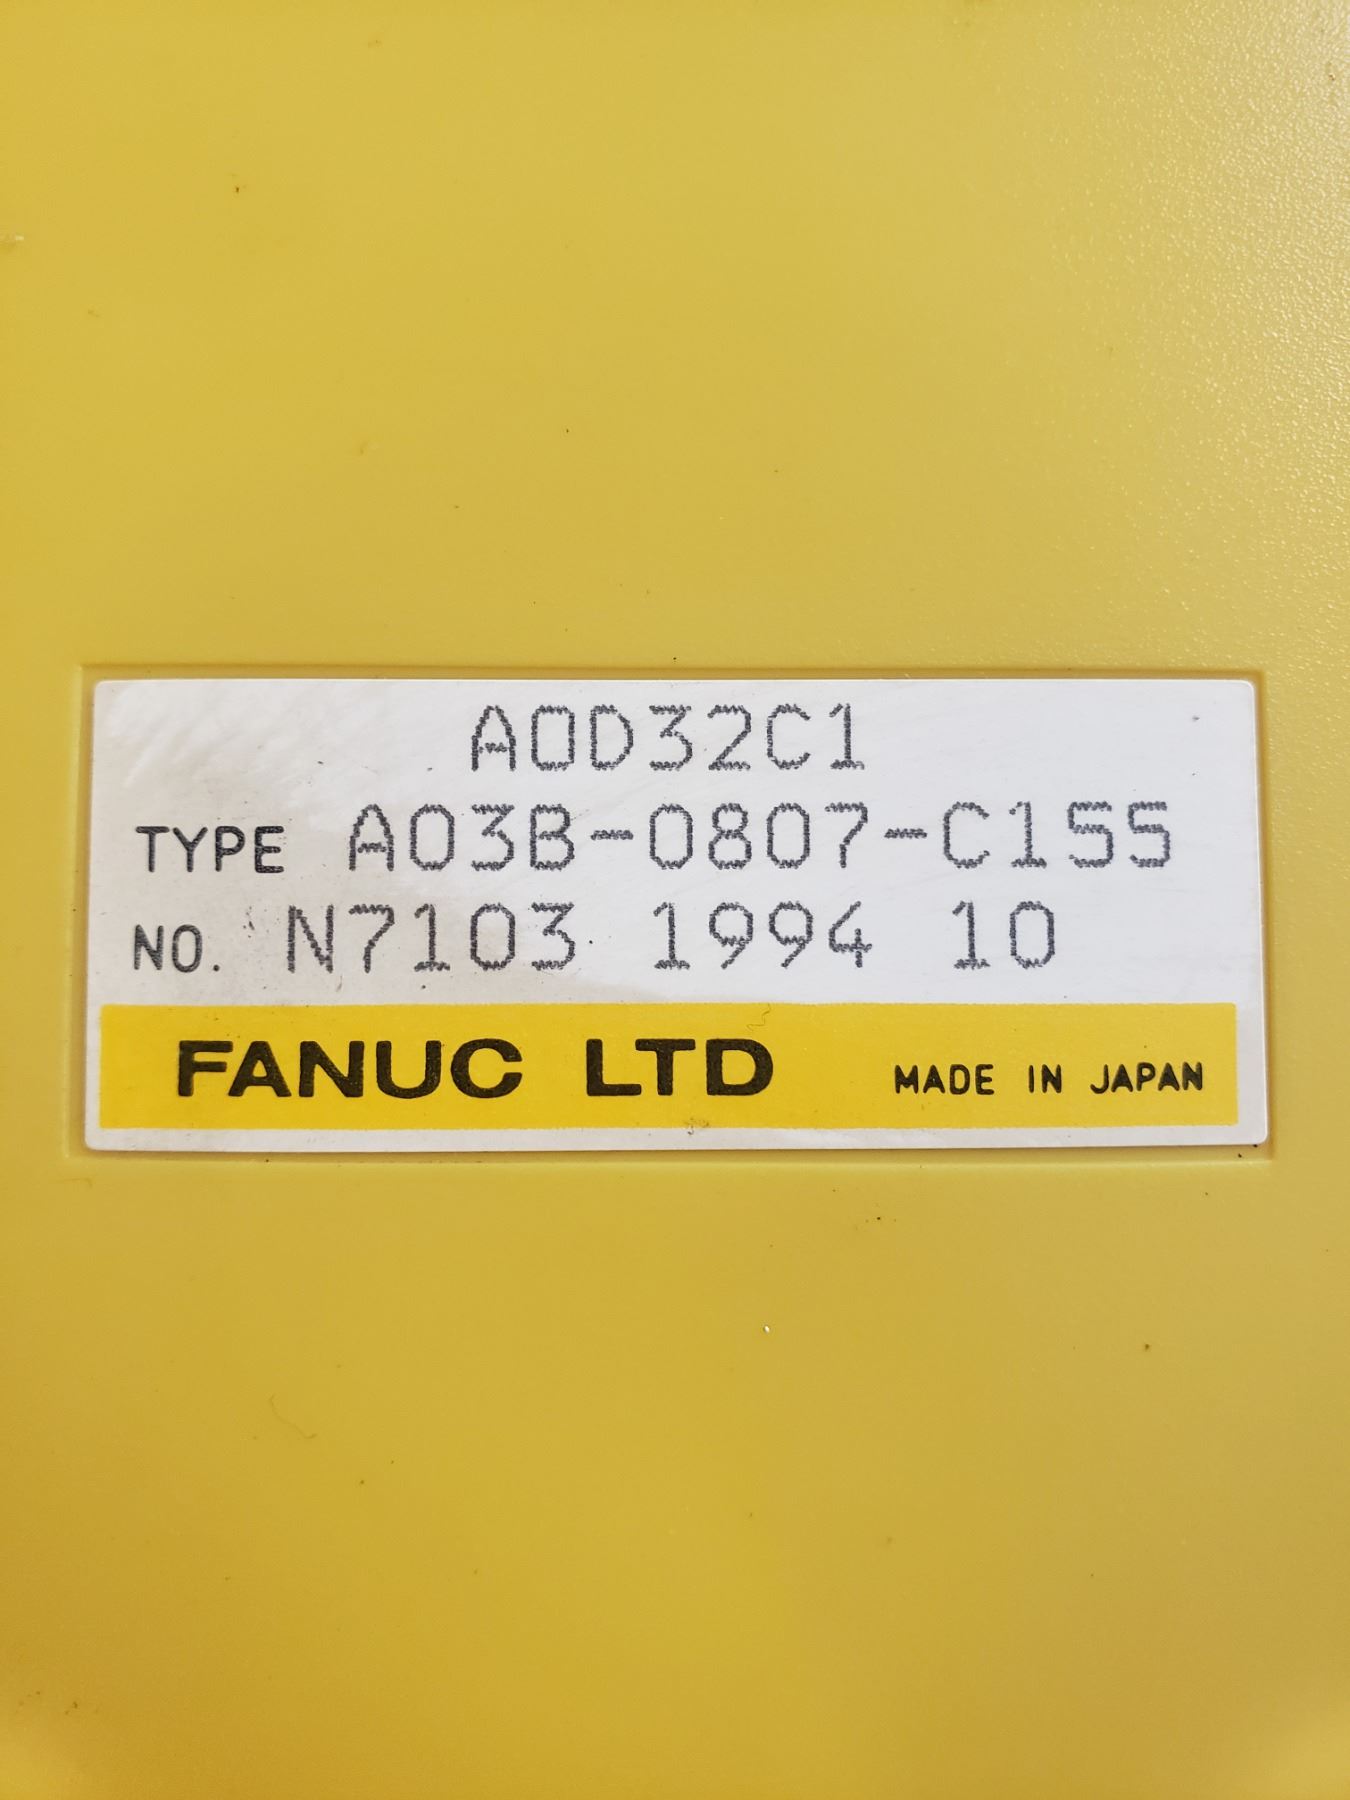 AOD32C1
TYPE A03B-0807-C155
NO. N7103 1994 10
FANUC LTD MADE IN JAPAN